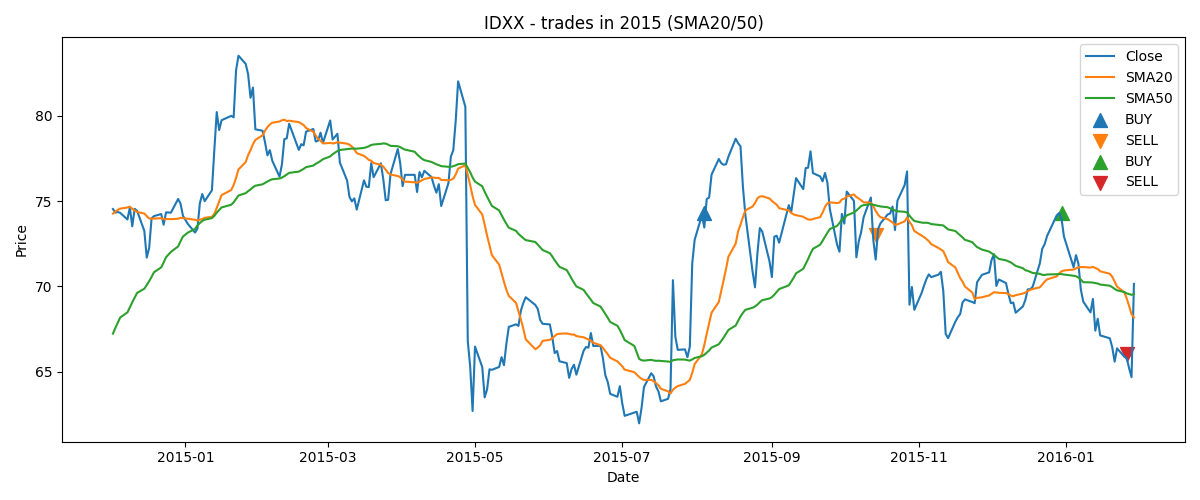 IDXX - trades in 2015 (SMA20/50)
Close
SMA20
SMA50
BUY
SELL
BUY
SELL
Price
80
75
70
65
2015-01
2015-03
2015-05
2015-07
2015-09
2015-11
2016-01
Date